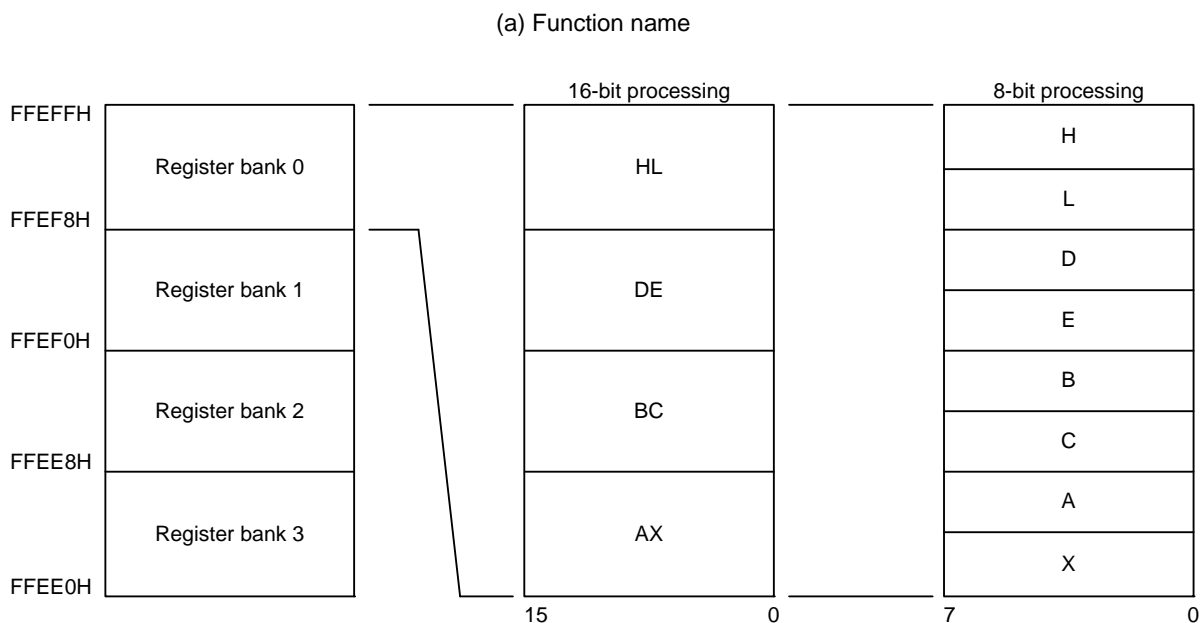 (a) Function name
16-bit processing
8-bit processing
FFEFFH
Register bank 0
HL
H
L
FFEF8H
Register bank 1
DE
D
E
FFEF0H
Register bank 2
BC
B
C
FFEE8H
Register bank 3
AX
A
X
FFEE0H
15
0
7
0